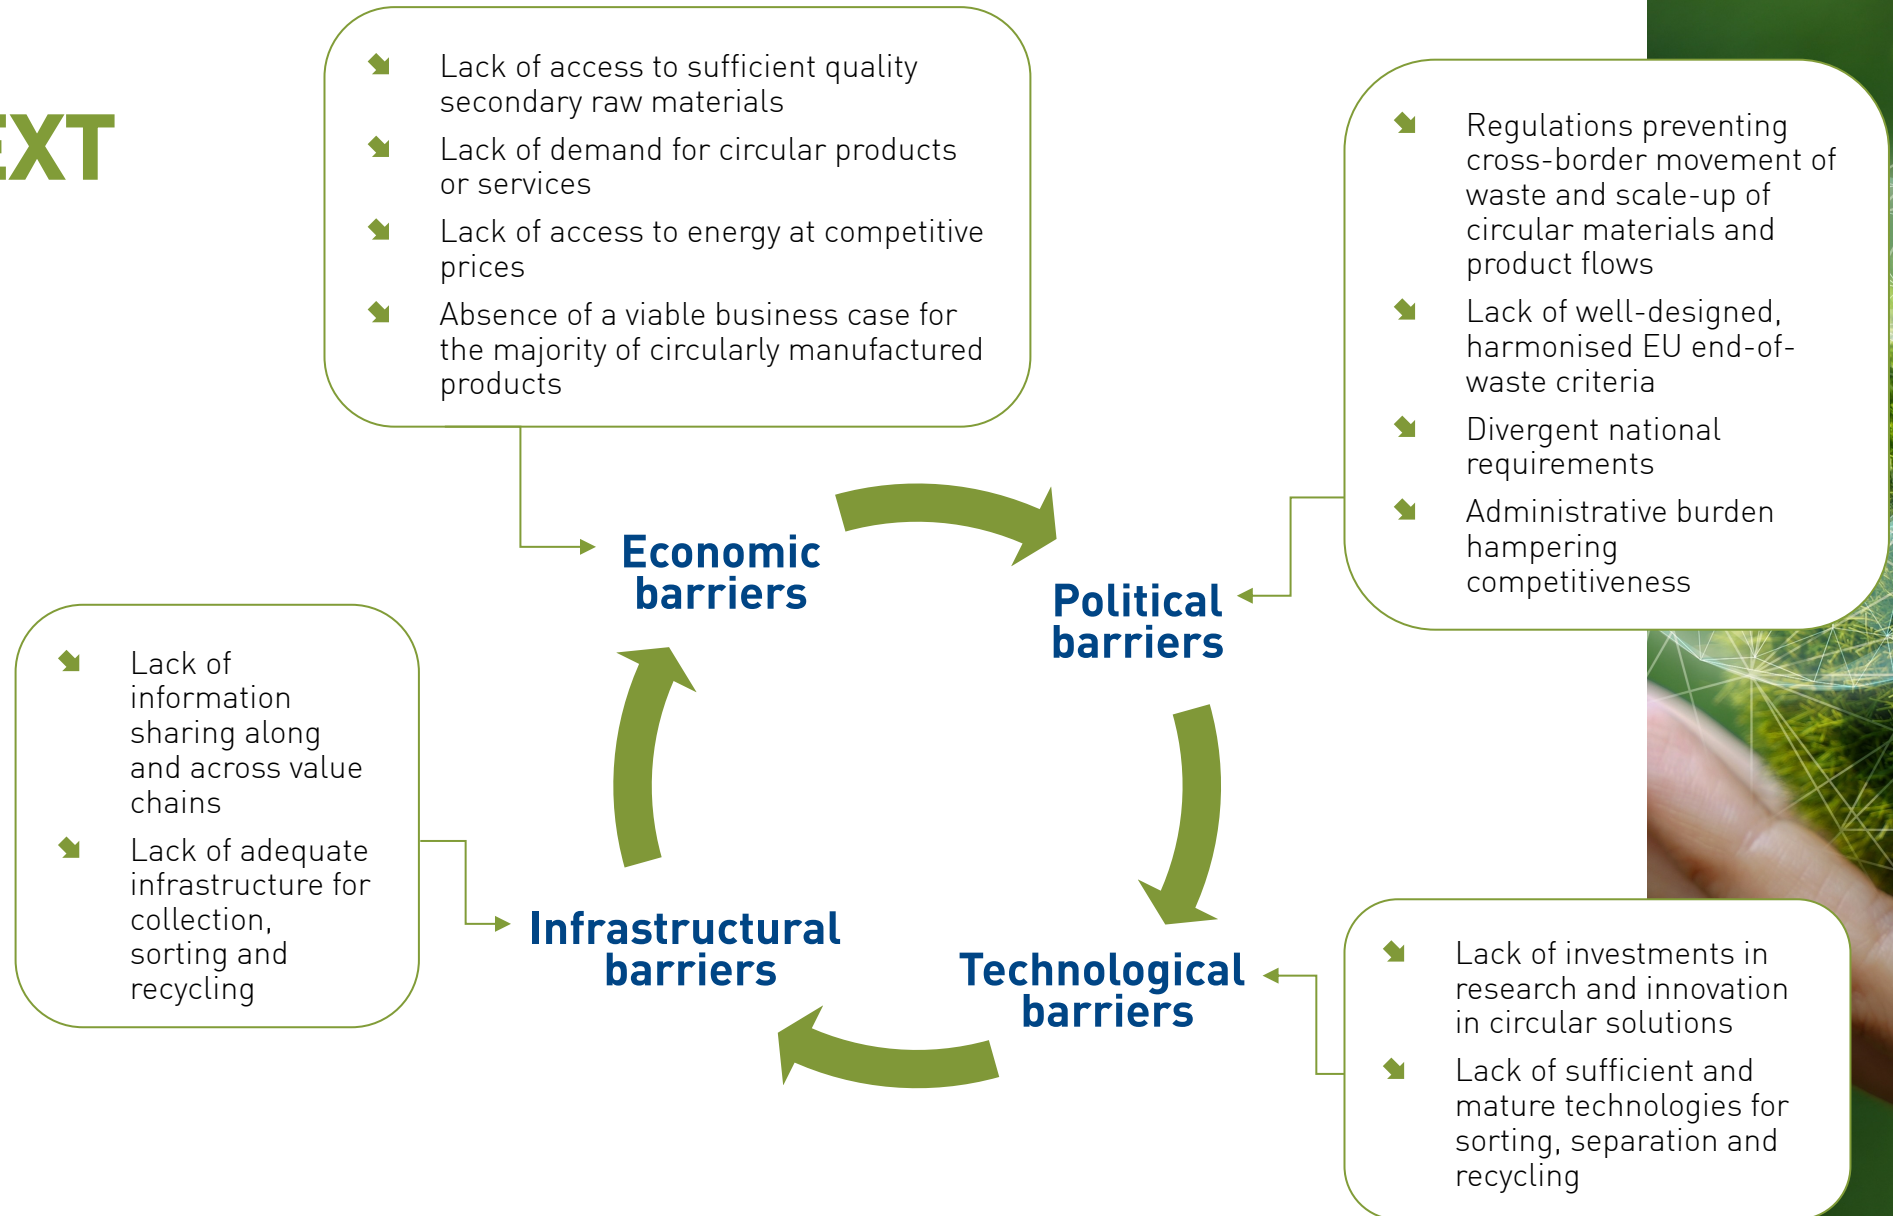 EXT
Lack of access to sufficient quality
secondary raw materials
Lack of demand for circular products
or services
Lack of access to energy at competitive
prices
Absence of a viable business case for
the majority of circularly manufactured
products
Regulations preventing
cross-border movement of
waste and scale-up of
circular materials and
product flows
Lack of well-designed,
harmonised EU end-of-
waste criteria
Divergent national
requirements
Administrative burden
hampering
competitiveness
Economic
barriers
Political
barriers
Lack of
information
sharing along
and across value
chains
Lack of adequate
infrastructure for
collection,
sorting and
recycling
Infrastructural
barriers
Technological
barriers
Lack of investments in
research and innovation
in circular solutions
Lack of sufficient and
mature technologies for
sorting, separation and
recycling